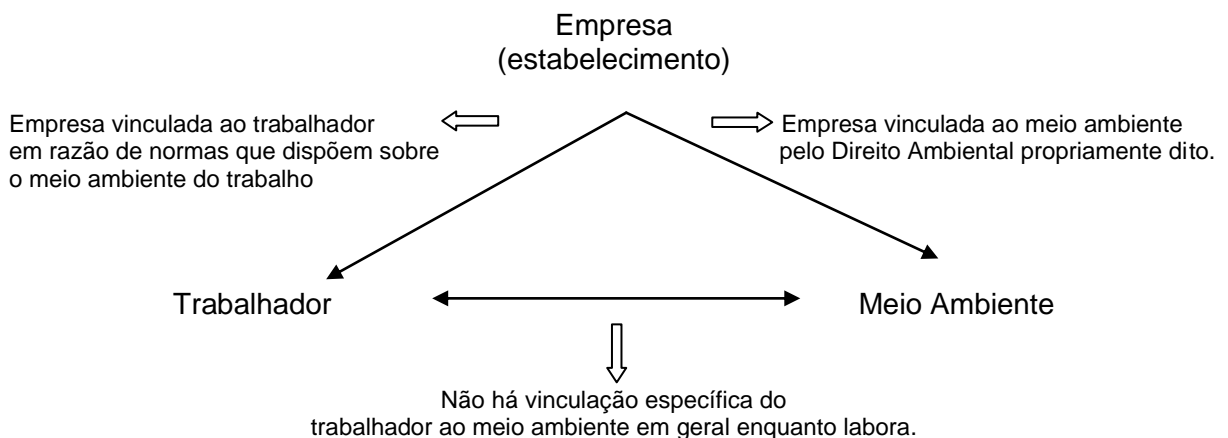 Empresa
(estabelecimento)
Empresa vinculada ao trabalhador
em razão de normas que dispõem sobre
o meio ambiente do trabalho
Empresa vinculada ao meio ambiente
pelo Direito Ambiental propriamente dito.
Trabalhador
Meio Ambiente
Não há vinculação específica do
trabalhador ao meio ambiente em geral enquanto labora.